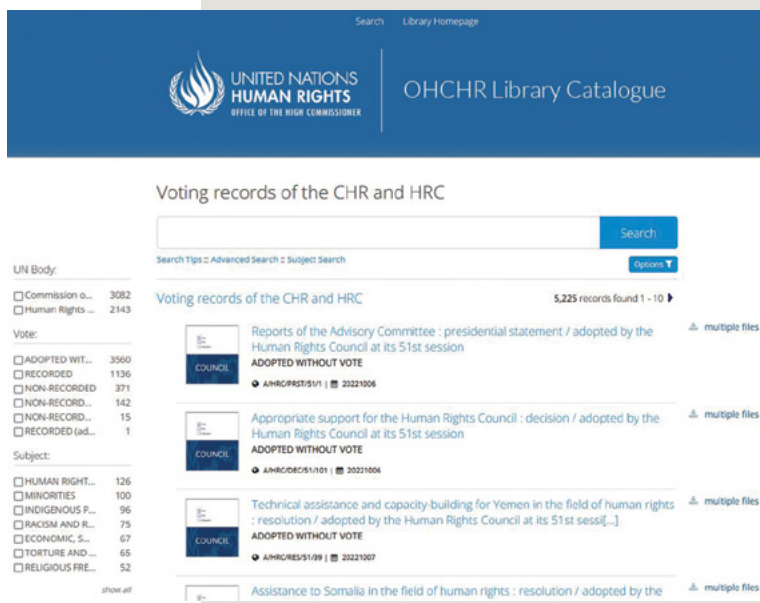 Search Library Homepage
UNITED NATIONS
HUMAN RIGHTS
OFFICE OF THE HIGH COMMISSIONER
OHCHR Library Catalogue
Voting records of the CHR and HRC
Search
Search Tips :: Advanced Search :: Subject Search
Options
UN Body:
Commission o... 3082
Human Rights ... 2143
Vote:
ADOPTED WIT... 3560
RECORDED 1136
NON-RECORDED 371
NON-RECORD... 142
NON-RECORD... 15
RECORDED (ad... 1
Subject:
HUMAN RIGHT... 126
MINORITIES 100
INDIGENOUS P... 96
RACISM AND R... 75
ECONOMIC, S... 67
TORTURE AND ... 65
RELIGIOUS FRE... 52
show all
Voting records of the CHR and HRC
5,225 records found 1 - 10
COUNCIL
Reports of the Advisory Committee : presidential statement / adopted by the
Human Rights Council at its 51st session
ADOPTED WITHOUT VOTE
A/HRC/PRST/51/1 | 20221006
multiple files
COUNCIL
Appropriate support for the Human Rights Council : decision / adopted by the
Human Rights Council at its 51st session
ADOPTED WITHOUT VOTE
A/HRC/DEC/51/101 | 20221006
multiple files
COUNCIL
Technical assistance and capacity-building for Yemen in the field of human rights
: resolution / adopted by the Human Rights Council at its 51st sessi[...]
ADOPTED WITHOUT VOTE
A/HRC/RES/51/39 | 20221007
multiple files
Assistance to Somalia in the field of human rights : resolution / adopted by the
multiple files